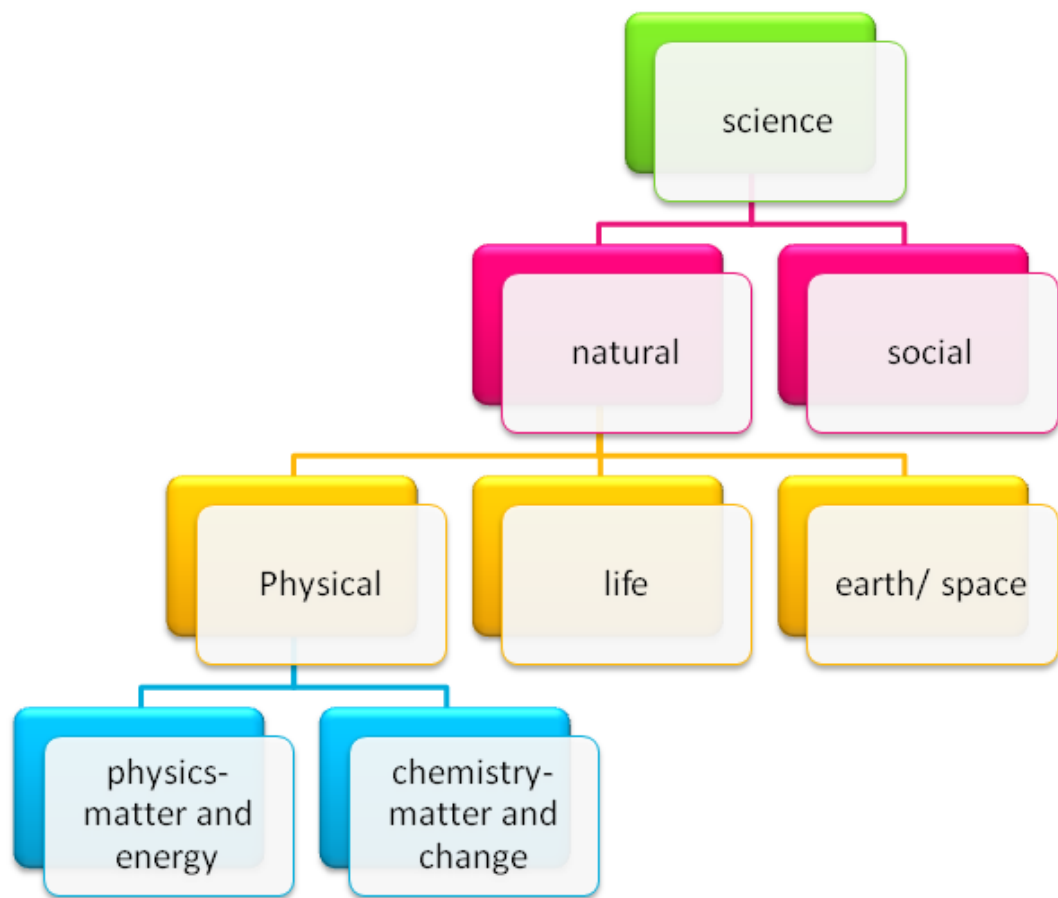 science
natural
social
Physical
life
earth/ space
physics-
matter and
energy
chemistry-
matter and
change